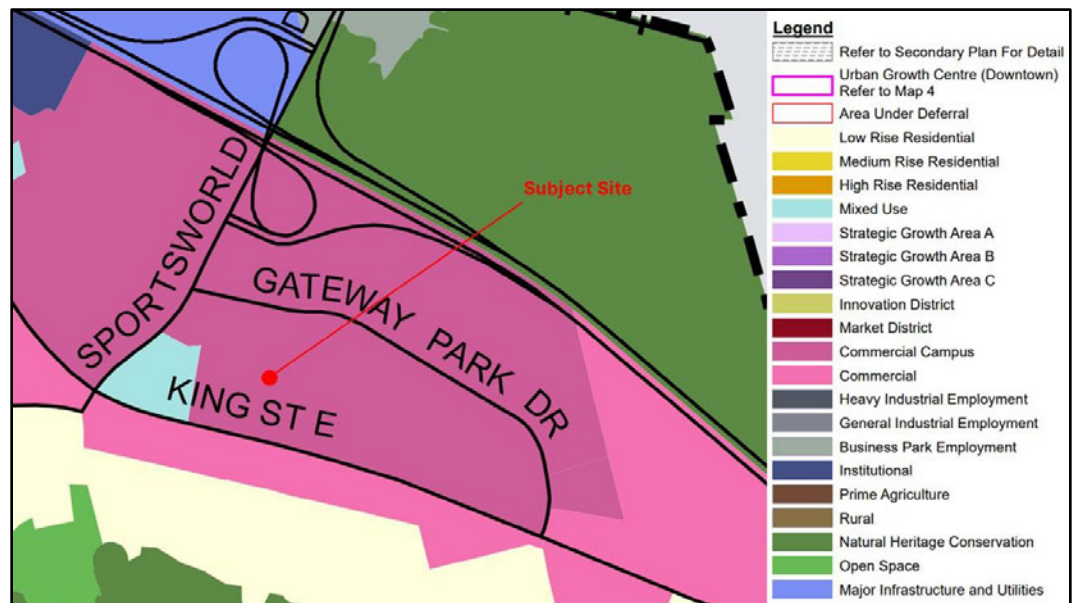 D
SPORTSWORLD
Subject Site
GATEWAY PARK DR
KING ST E
Legend
Refer to Secondary Plan For Detail
Urban Growth Centre (Downtown)
Refer to Map 4
Area Under Deferral
Low Rise Residential
Medium Rise Residential
High Rise Residential
Mixed Use
Strategic Growth Area A
Strategic Growth Area B
Strategic Growth Area C
Innovation District
Market District
Commercial Campus
Commercial
Heavy Industrial Employment
General Industrial Employment
Business Park Employment
Institutional
Prime Agriculture
Rural
Natural Heritage Conservation
Open Space
Major Infrastructure and Utilities